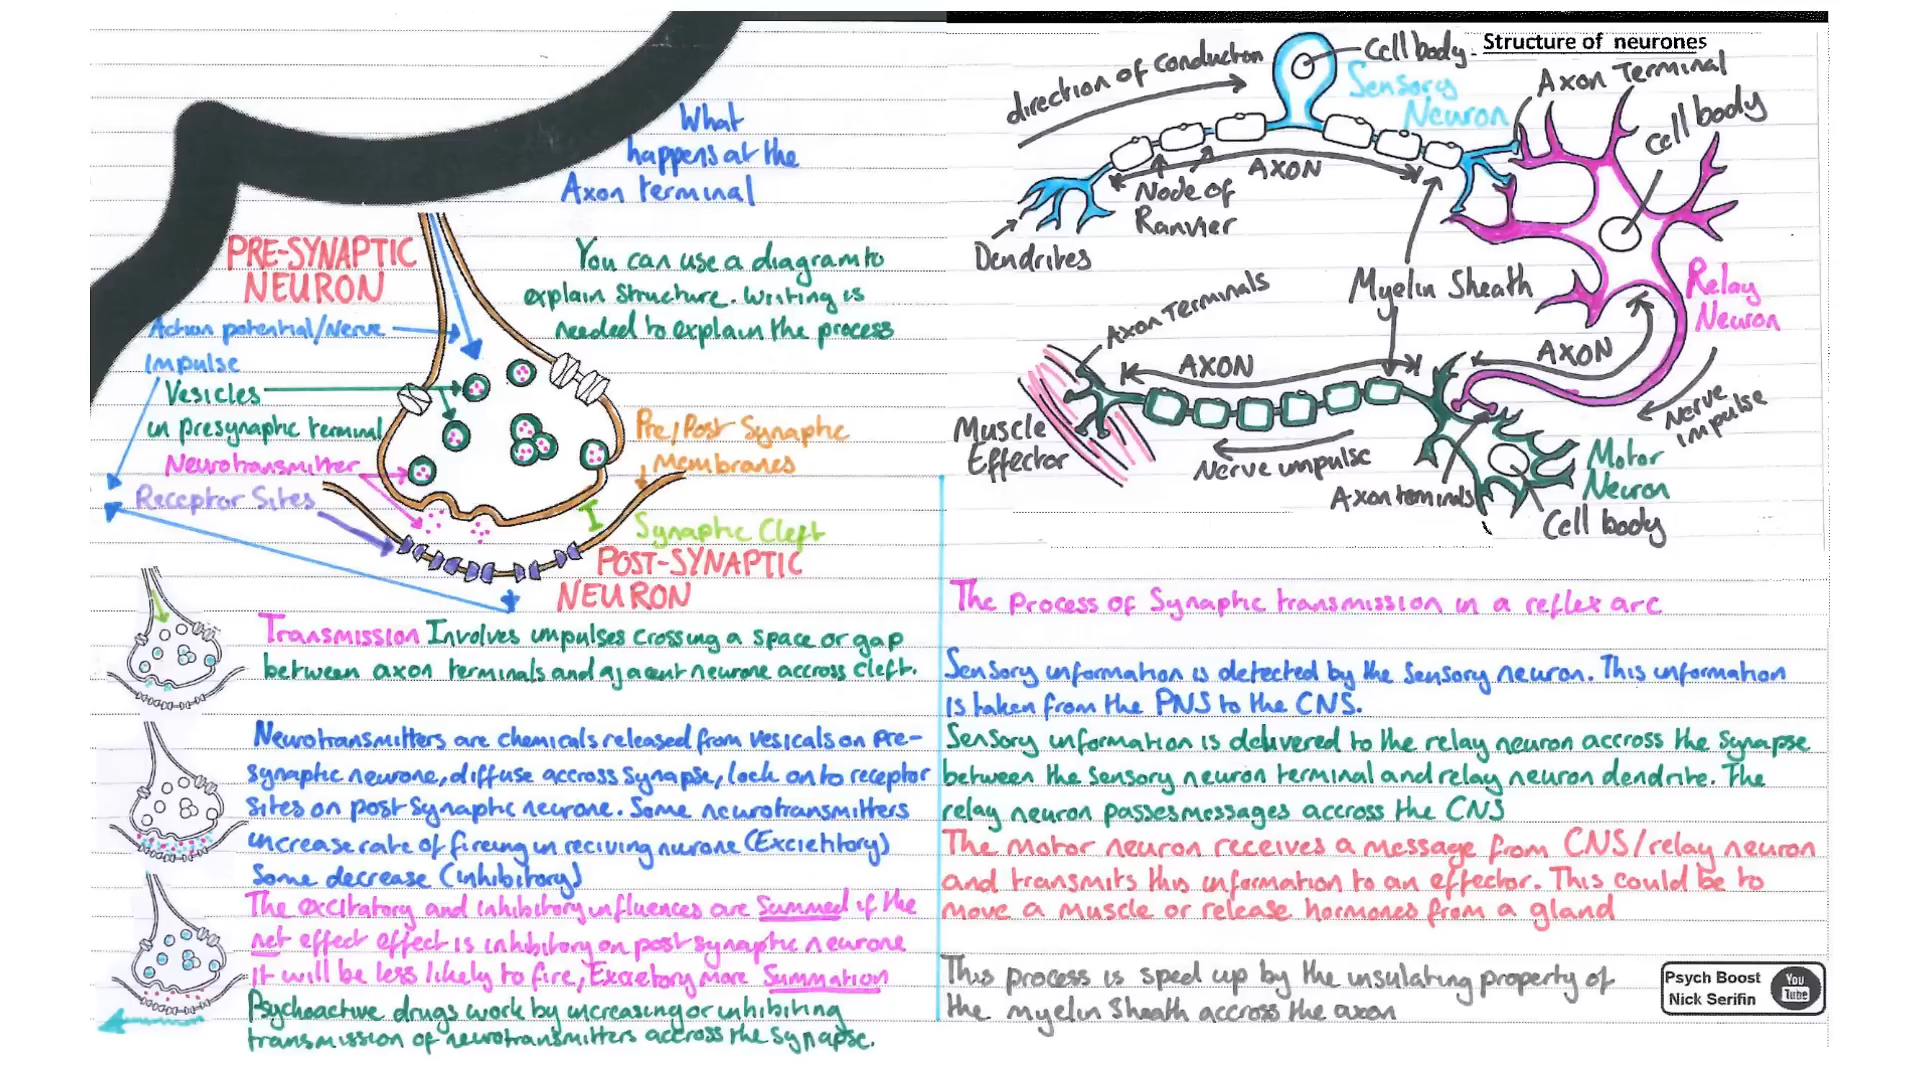 What
happens at the
Axon terminal
PRE-SYNAPTIC
NEURON
You can use a diagram to
explain structure. Writing is
needed to explain the process
Action potential/Nerve
Impulse
Vesicles
in presynaptic terminal
Neurotransmitter
Receptor Sites
Pre/Post Synaptic
Membranes
Synaptic Cleft
POST-SYNAPTIC
NEURON
Transmission Involves impulses crossing a space or gap
between axon terminals and ajacent neurone accross cleft.
Neurotransmitters are chemicals released from vesicals on pre-
synaptic neurone, diffuse accross synapse, lock on to receptor
sites on post synaptic neurone. Some neurotransmitters
increase rate of fireing in reciving nurone (Excietitory)
Some decrease (inhibitory)
The excitatory and inhibitory influences are Summed if the
net effect effect is inhibitory on post synaptic neurone
it will be less likely to fire, Excretory more Summation
Psychoactive drugs work by increasing or inhibiting
transmission of neurotransmitters accross the synapse.
Structure of neurones
direction of conducton
Cell body.
Sensory
Neuron
Axon Terminal
Cell body
AXON
Node of
Ranvier
Dendrites
Myelin Sheath
Relay
Neuron
Axon Terminals
AXON
AXON
Nerve
impulse
Muscle
Effector
Nerve impulse
Axon terminals
Motor
Neuron
Cell body
The process of Synaptic transmission in a reflex arc
Sensory information is detected by the sensory neuron. This information
is taken from the PNS to the CNS.
Sensory information is delivered to the relay neuron accross the synapse
between the sensory neuron terminal and relay neuron dendrite. The
relay neuron passes messages accross the CNS
The motor neuron receives a message from CNS/relay neuron
and transmits this information to an effector. This could be to
move a muscle or release hormones from a gland
This process is sped up by the insulating property of
the myelin sheath accross the axon
Psych Boost
Nick Serifin
You
Tube